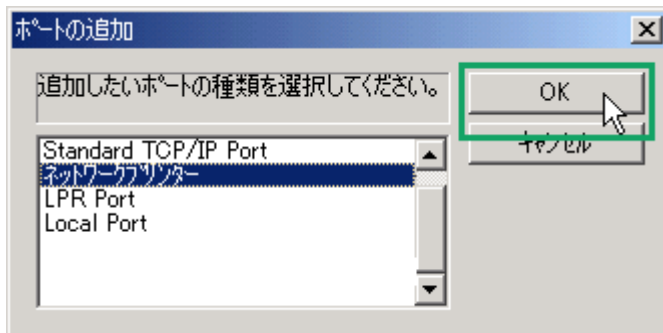 ﾎﾟｰﾄの追加
追加したいﾎﾟｰﾄの種類を選択してください。
OK
ｷｬﾝｾﾙ
Standard TCP/IP Port
ﾈｯﾄﾜｰｸﾌﾟﾘﾝﾀｰ
LPR Port
Local Port